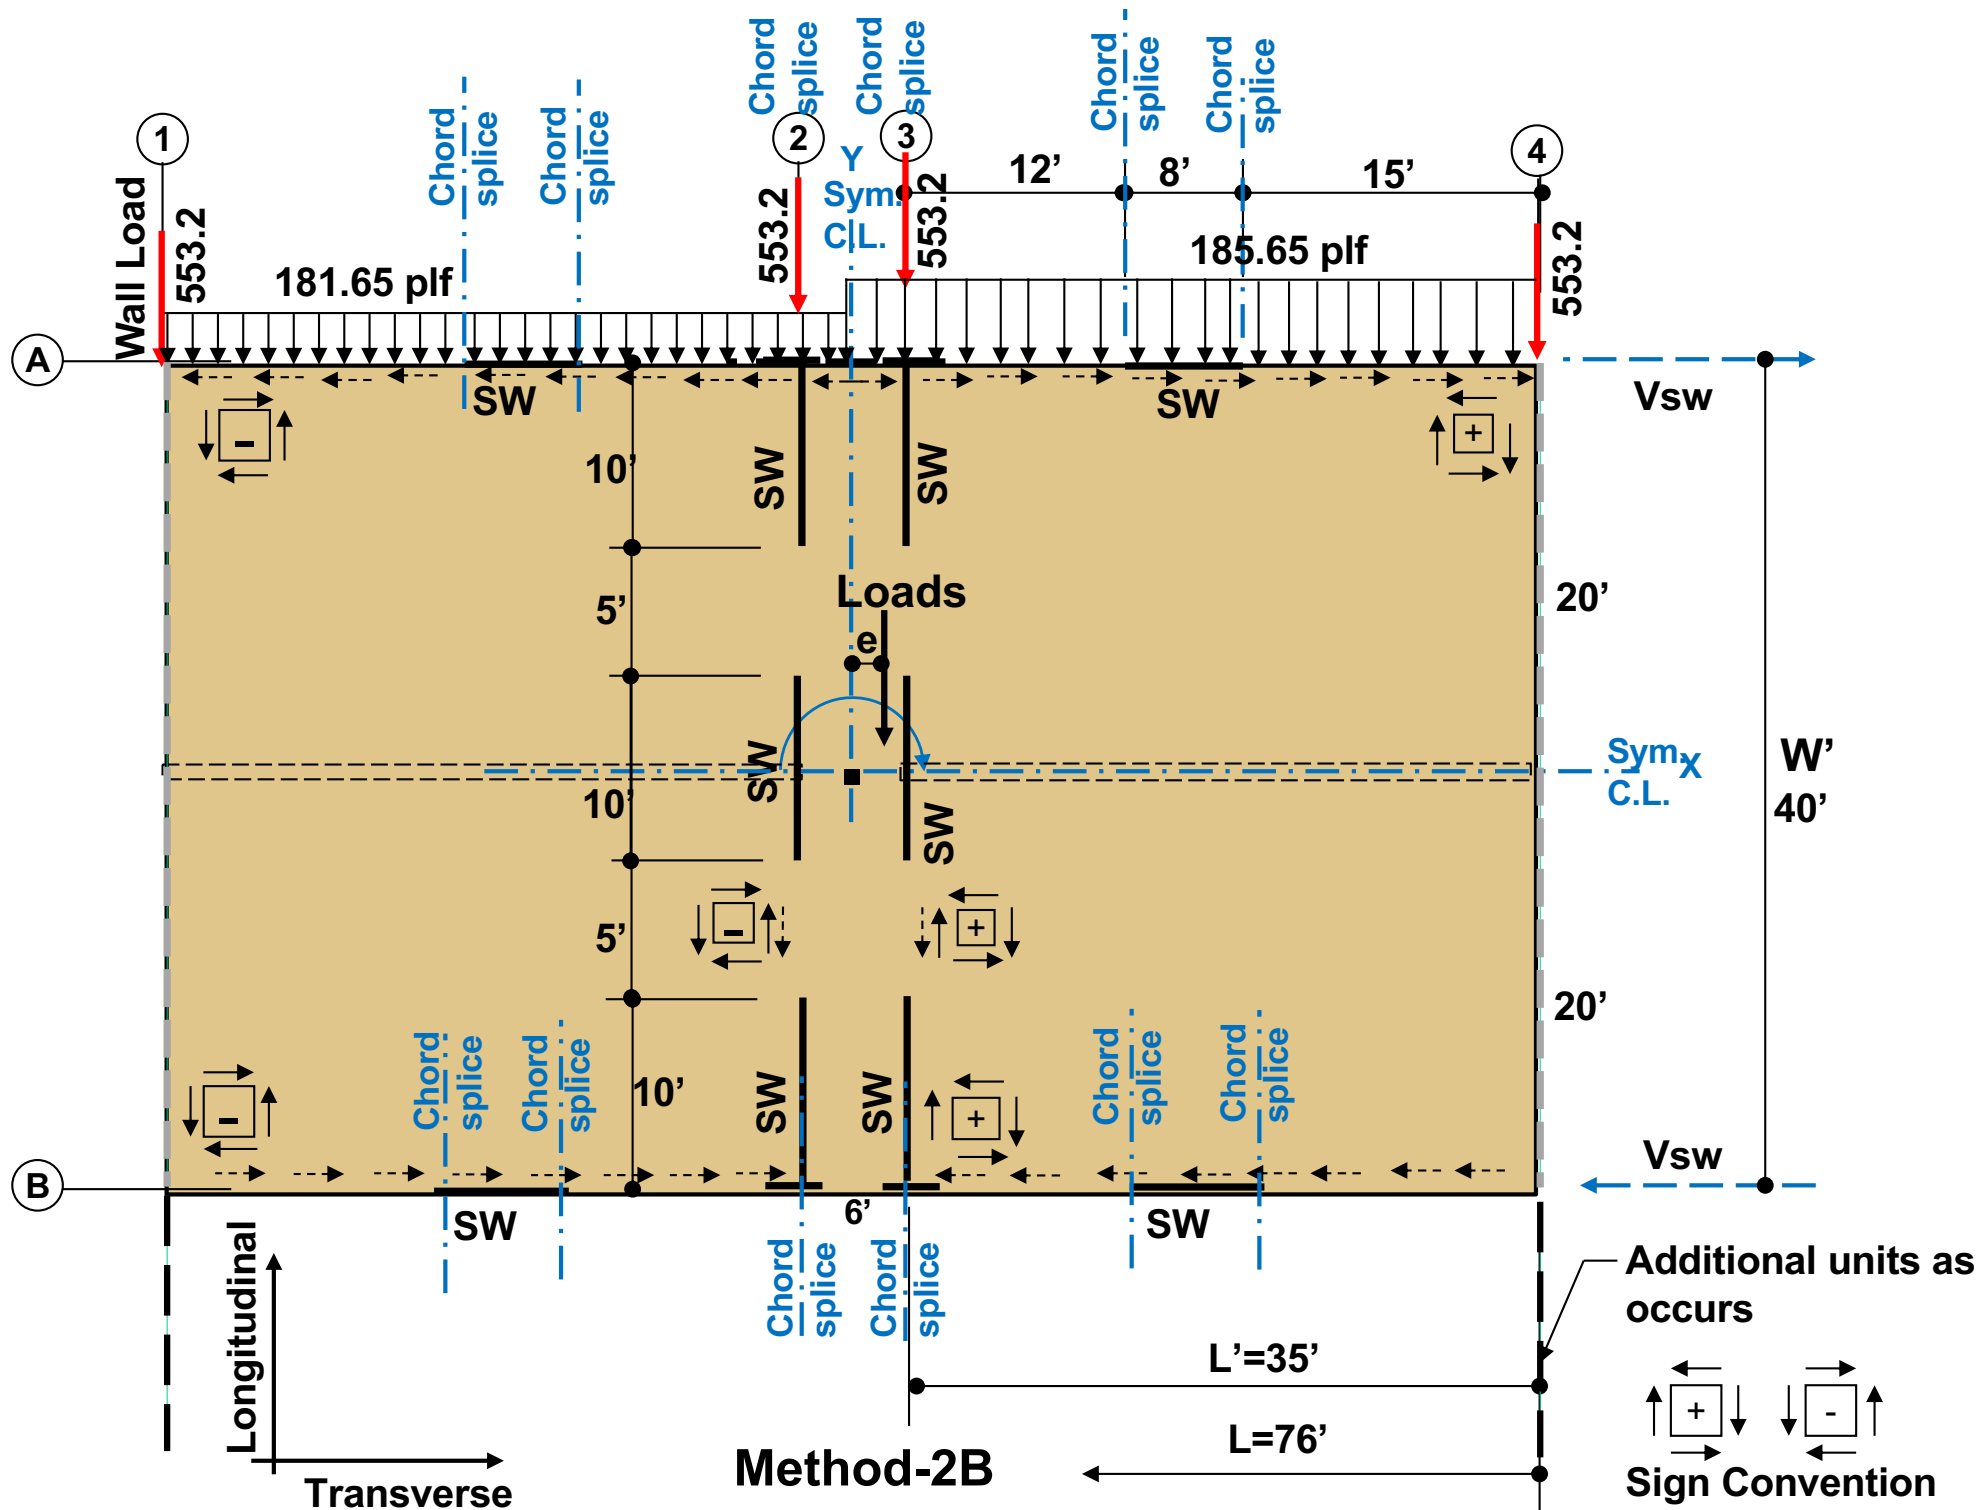 Chord
splice
Chord
splice
Chord
splice
Chord
splice
Chord
splice
Chord
splice
1
2
3
4
Y
Sym.
C.L.
12’
8’
15’
Wall Load
553.2
553.2
553.2
553.2
181.65 plf
185.65 plf
A
SW
SW
Vsw
-
+
10’
SW
SW
5’
Loads
e
20’
SW
10’
SW
Sym.
C.L.
X
W’
40’
-
+
5’
20’
Chord
splice
Chord
splice
10’
SW
SW
Chord
splice
Chord
splice
-
+
Vsw
B
SW
6’
SW
Chord
splice
Chord
splice
Longitudinal
Transverse
Additional units as
occurs
L’=35’
L=76’
Method-2B
+
-
Sign Convention